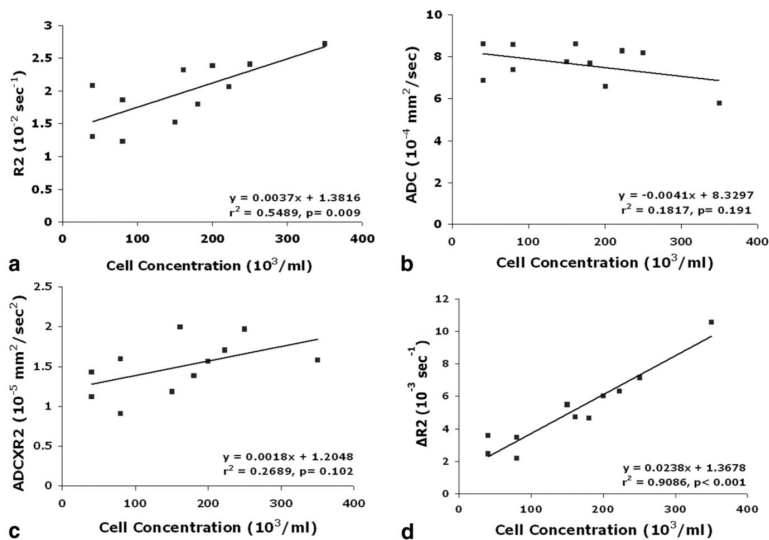 3
2.5
2
1.5
1
0.5
0
R2 (10⁻² sec⁻¹)
y = 0.0037x + 1.3816
r² = 0.5489, p= 0.009
0 100 200 300 400
Cell Concentration (10³/ml)
a
10
8
6
4
2
0
ADC (10⁻⁴ mm²/sec)
y = -0.0041x + 8.3297
r² = 0.1817, p= 0.191
0 100 200 300 400
Cell Concentration (10³/ml)
b
2.5
2
1.5
1
0.5
0
ADCXR2 (10⁻⁵ mm²/sec²)
y = 0.0018x + 1.2048
r² = 0.2689, p= 0.102
0 100 200 300 400
Cell Concentration (10³/ml)
c
12
10
8
6
4
2
0
ΔR2 (10⁻³ sec⁻¹)
y = 0.0238x + 1.3678
r² = 0.9086, p< 0.001
0 100 200 300 400
Cell Concentration (10³/ml)
d